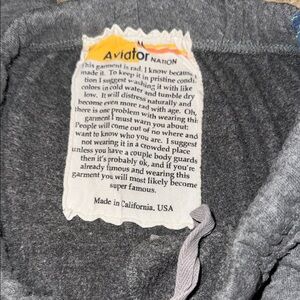 Aviator NATION
This garment is rad. I know because
made it. To keep it in pristine condi
tion I suggest washing it with like
colors in cold water and tumble dry
low. It will distress naturally and
become even more rad with age. Oh,
there is one problem with wearing thi
garment I must warn you about:
People will come out of no where and
want to know who you are. I suggest
not wearing it in a crowded place
unless you have a couple body guards
then it's probably ok, and if you're
already famous and wearing this
garment you will most likely become
super famous.
Made in California, USA